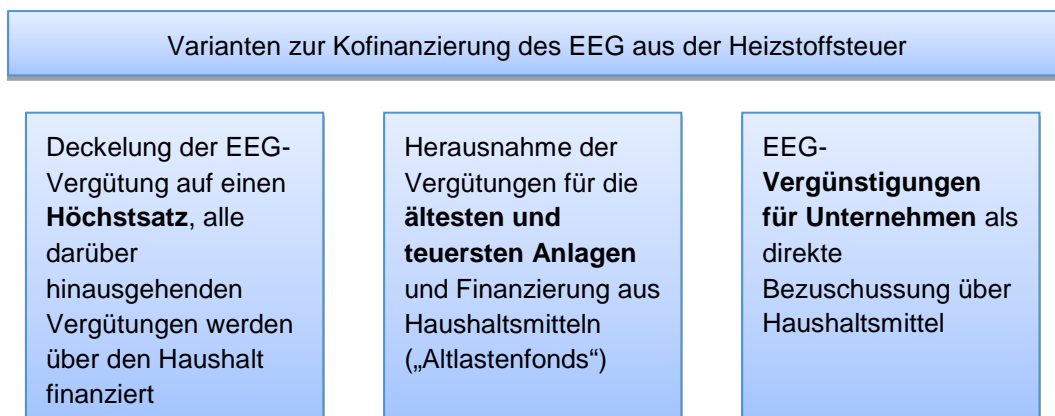 Varianten zur Kofinanzierung des EEG aus der Heizstoffsteuer
Deckelung der EEG-
Vergütung auf einen
Höchstsatz, alle
darüber
hinausgehenden
Vergütungen werden
über den Haushalt
finanziert
Herausnahme der
Vergütungen für die
ältesten und
teuersten Anlagen
und Finanzierung aus
Haushaltsmitteln
(„Altlastenfonds“)
EEG-
Vergünstigungen
für Unternehmen als
direkte
Bezuschussung über
Haushaltsmittel